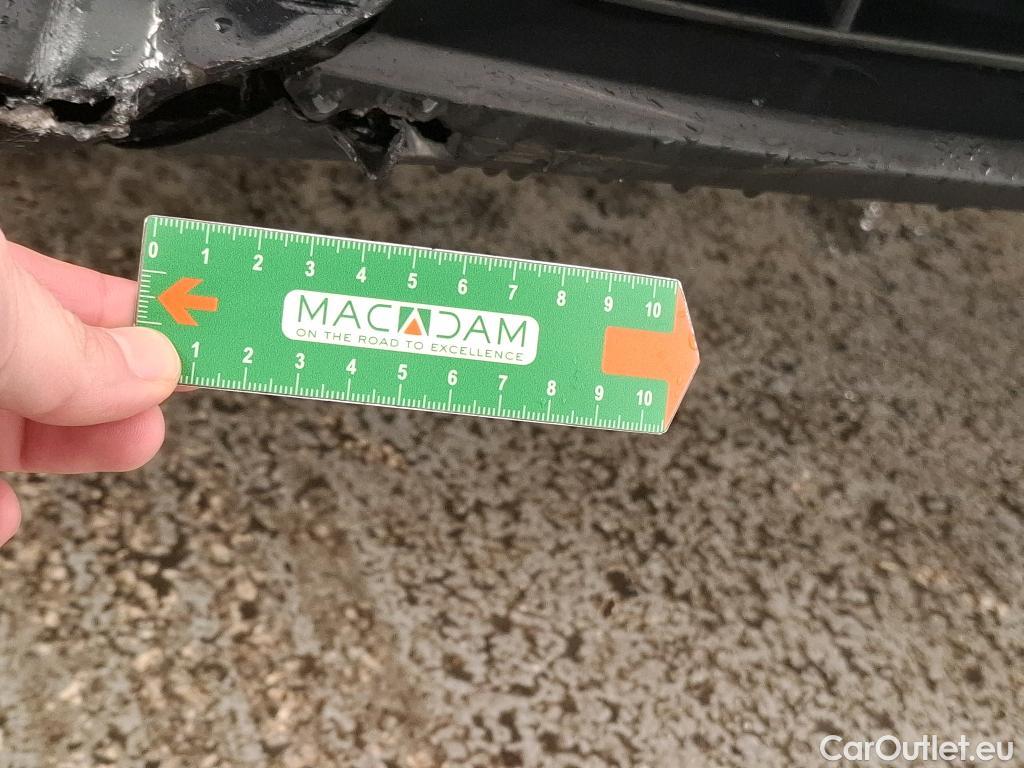 0 1 2 3 4 5 6 7 8 9 10
MACADAM
ON THE ROAD TO EXCELLENCE
1 2 3 4 5 6 7 8 9 10
CarOutlet.eu